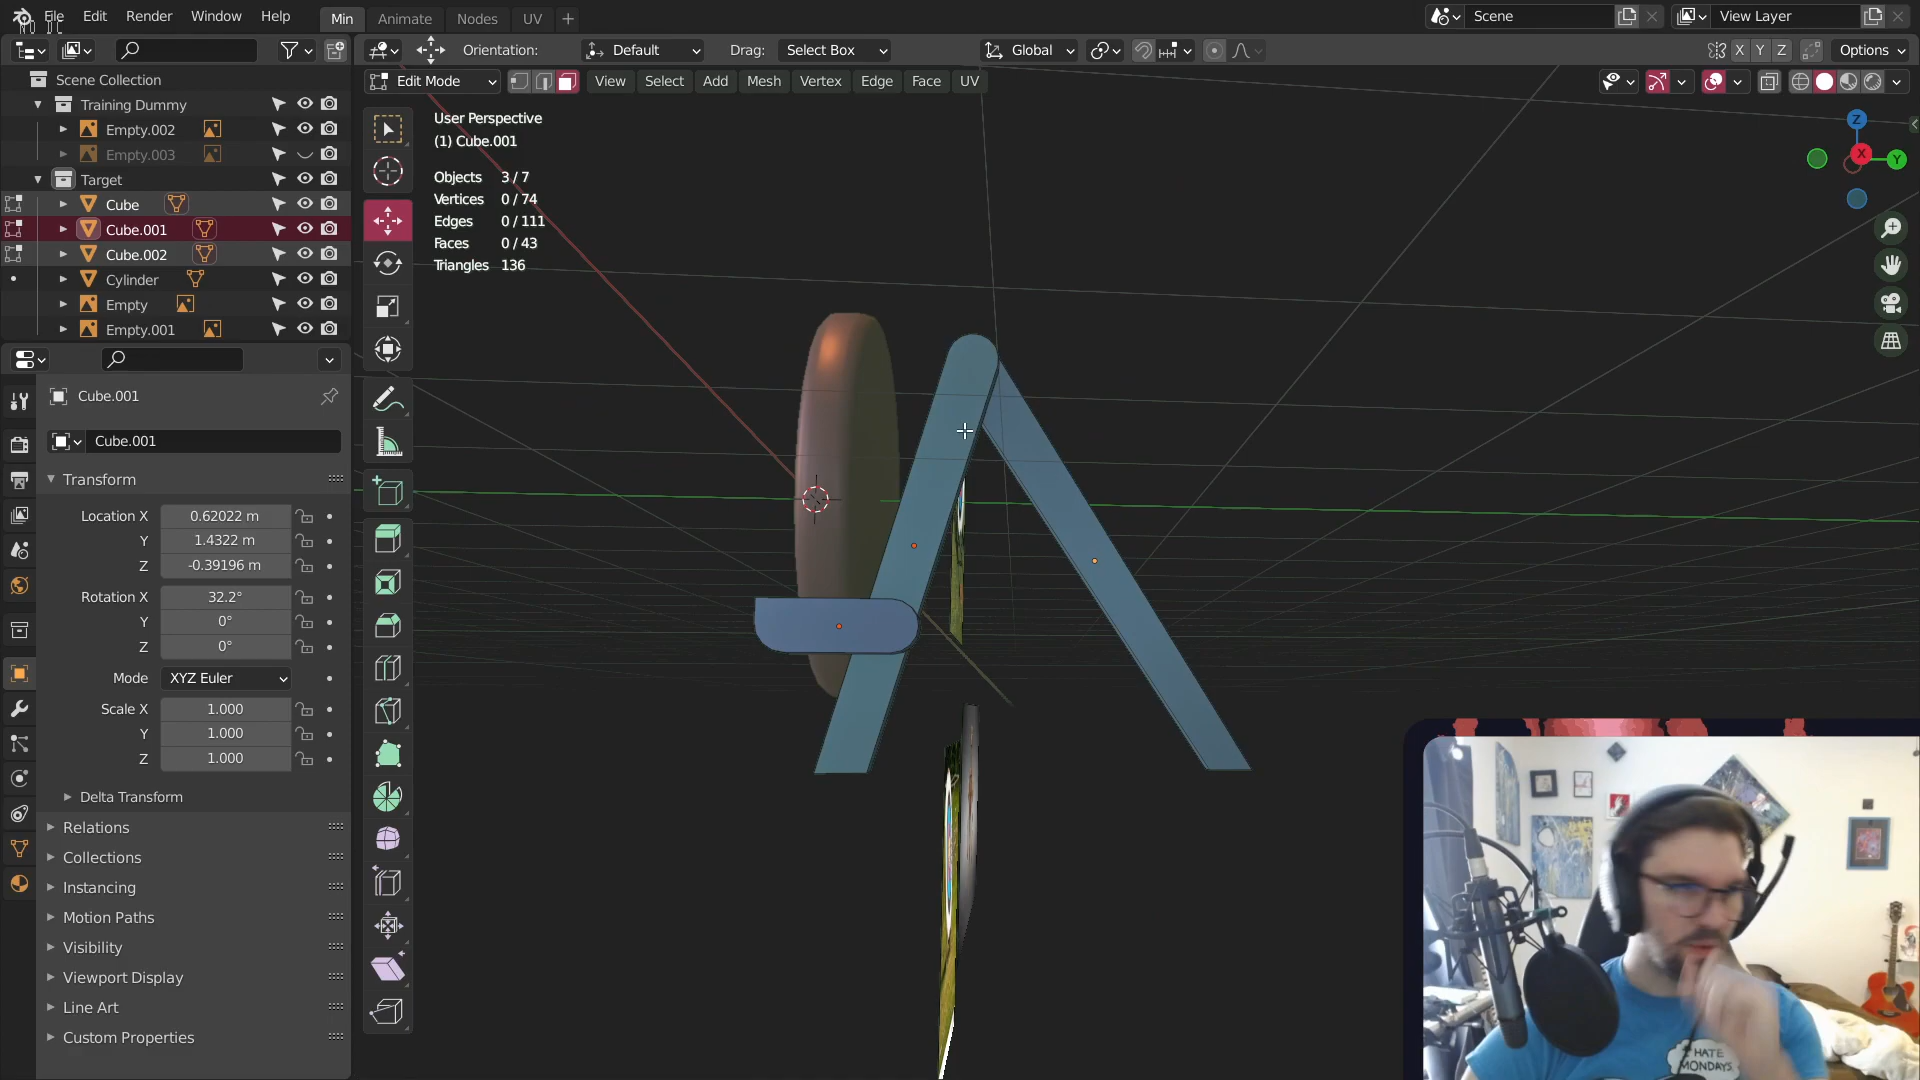 File Edit Render Window Help
Min Animate Nodes UV +
Scene
View Layer
Orientation: Default
Drag: Select Box
Global
X Y Z
Options
Edit Mode
View Select Add Mesh Vertex Edge Face UV
Scene Collection
Training Dummy
Empty.002
Empty.003
Target
Cube
Cube.001
Cube.002
Cylinder
Empty
Empty.001
User Perspective
(1) Cube.001
Objects 3 / 7
Vertices 0 / 74
Edges 0 / 111
Faces 0 / 43
Triangles 136
Z
X
Y
Cube.001
Cube.001
Transform
Location X 0.62022 m
Y 1.4322 m
Z -0.39196 m
Rotation X 32.2°
Y 0°
Z 0°
Mode XYZ Euler
Scale X 1.000
Y 1.000
Z 1.000
Delta Transform
Relations
Collections
Instancing
Motion Paths
Visibility
Viewport Display
Line Art
Custom Properties
I HATE
MONDAYS